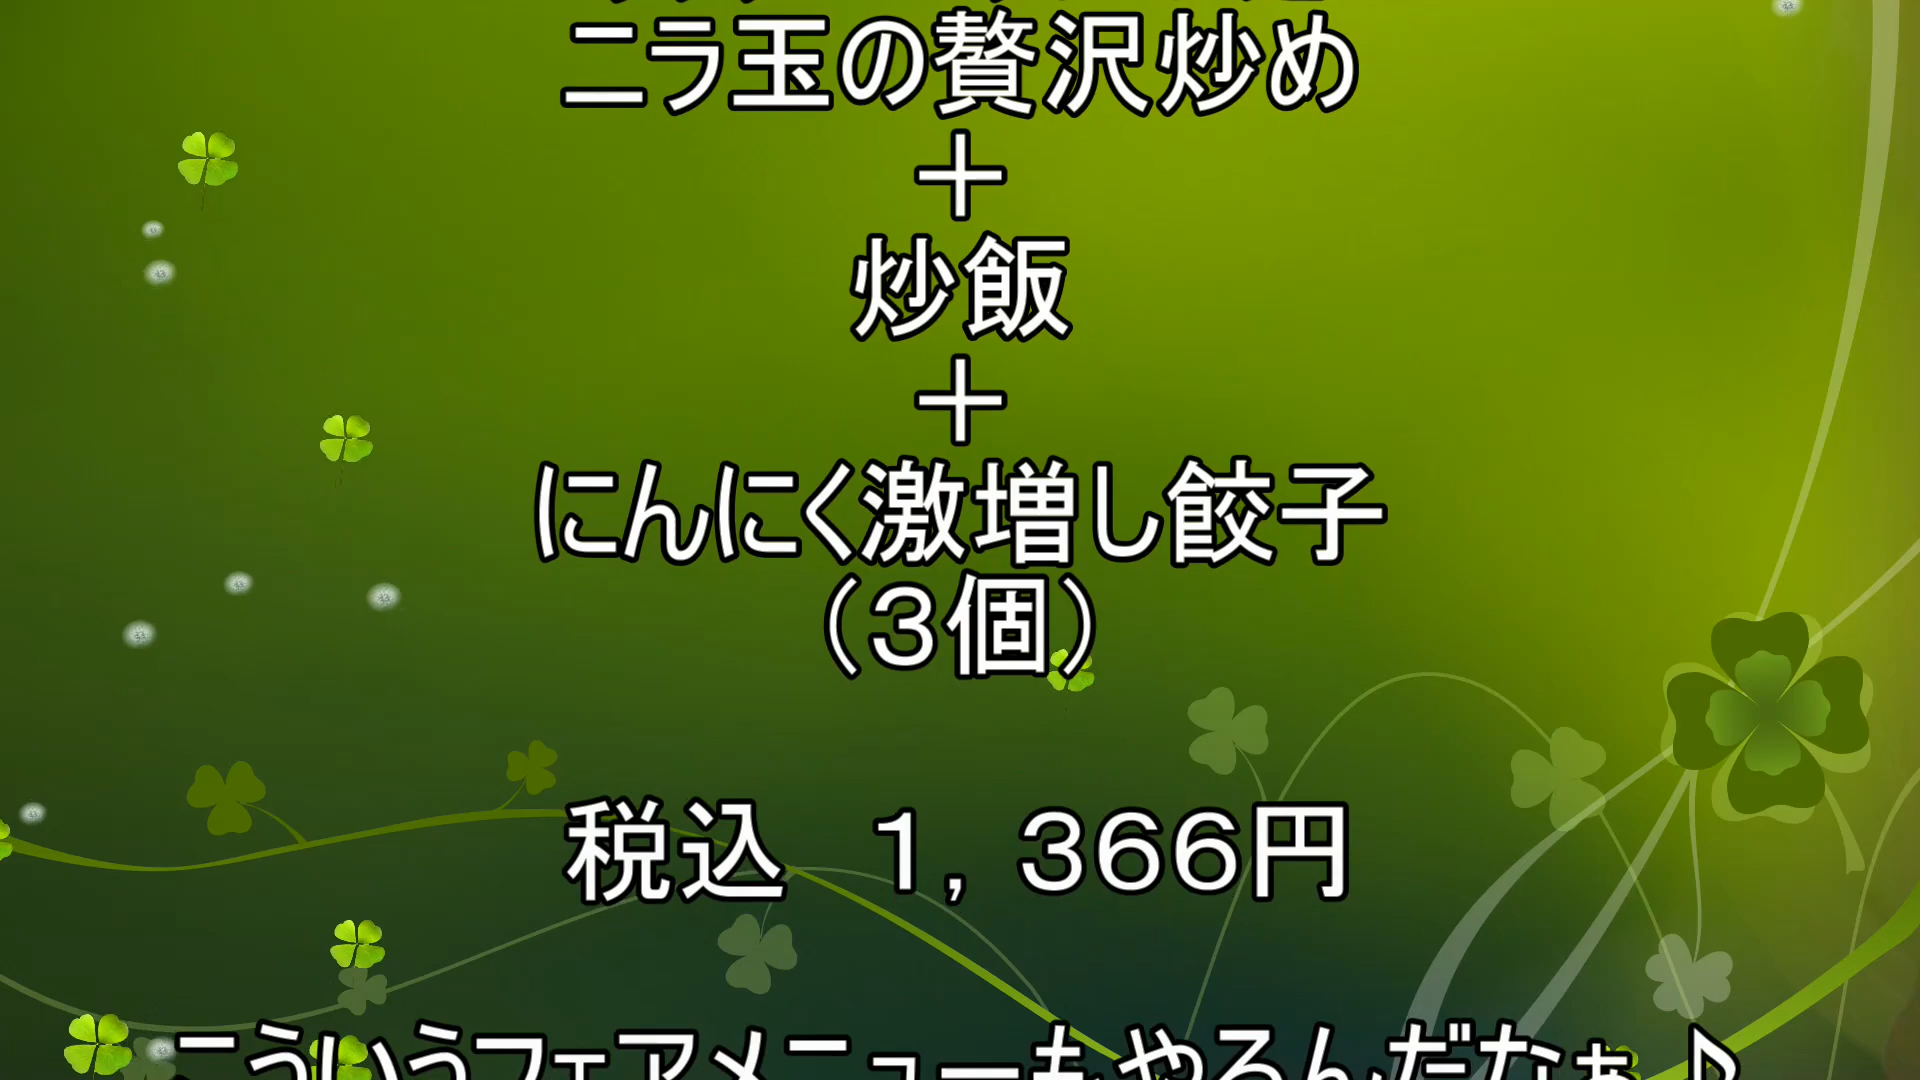 ニラ玉の贅沢炒め
＋
炒飯
＋
にんにく激増し餃子
（３個）
税込　１，３６６円
こういうフェアメニューもやるんだなぁ♪